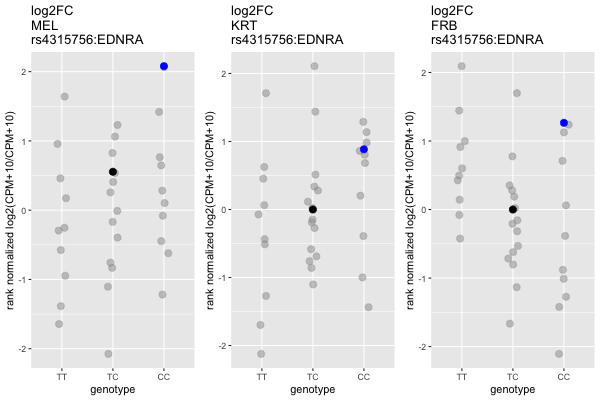 log2FC
MEL
rs4315756:EDNRA
rank normalized log2(CPM+10/CPM+10)
2
1
0
-1
-2
TT TC CC
genotype
log2FC
KRT
rs4315756:EDNRA
rank normalized log2(CPM+10/CPM+10)
2
1
0
-1
-2
TT TC CC
genotype
log2FC
FRB
rs4315756:EDNRA
rank normalized log2(CPM+10/CPM+10)
2
1
0
-1
-2
TT TC CC
genotype